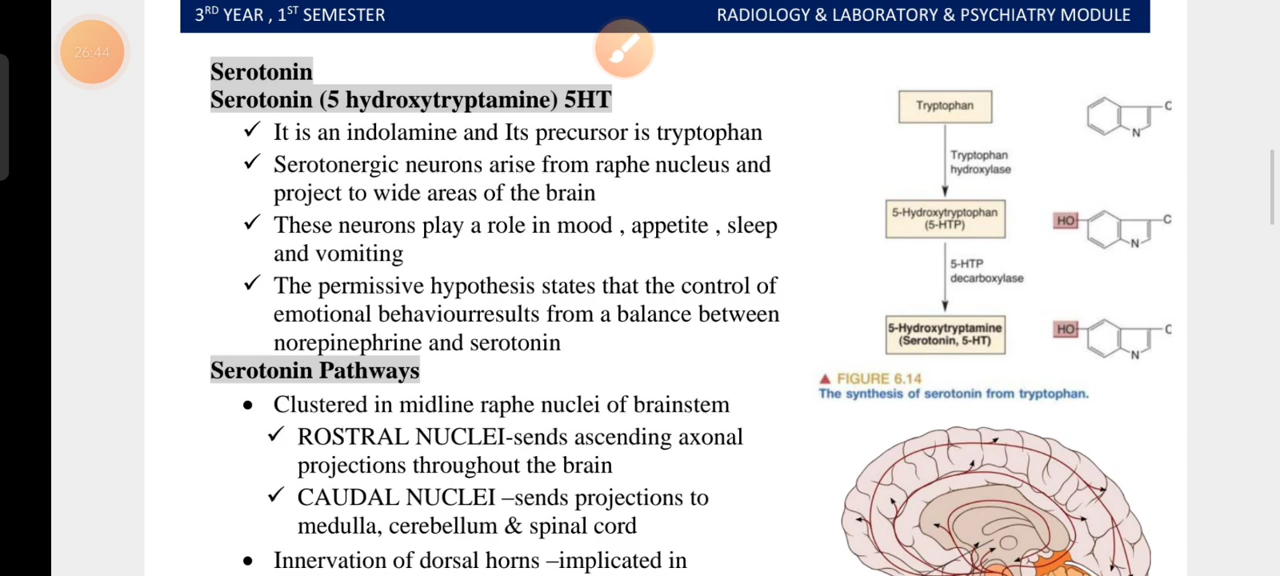 3RD YEAR , 1ST SEMESTER
RADIOLOGY & LABORATORY & PSYCHIATRY MODULE
26:44
Serotonin
Serotonin (5 hydroxytryptamine) 5HT
✓ It is an indolamine and Its precursor is tryptophan
✓ Serotonergic neurons arise from raphe nucleus and
project to wide areas of the brain
✓ These neurons play a role in mood , appetite , sleep
and vomiting
✓ The permissive hypothesis states that the control of
emotional behaviourresults from a balance between
norepinephrine and serotonin
Serotonin Pathways
• Clustered in midline raphe nuclei of brainstem
✓ ROSTRAL NUCLEI-sends ascending axonal
projections throughout the brain
✓ CAUDAL NUCLEI –sends projections to
medulla, cerebellum & spinal cord
• Innervation of dorsal horns –implicated in
Tryptophan
C
N
Tryptophan
hydroxylase
5-Hydroxytryptophan
(5-HTP)
HO
C
N
5-HTP
decarboxylase
5-Hydroxytryptamine
(Serotonin, 5-HT)
HO
C
N
▲ FIGURE 6.14
The synthesis of serotonin from tryptophan.